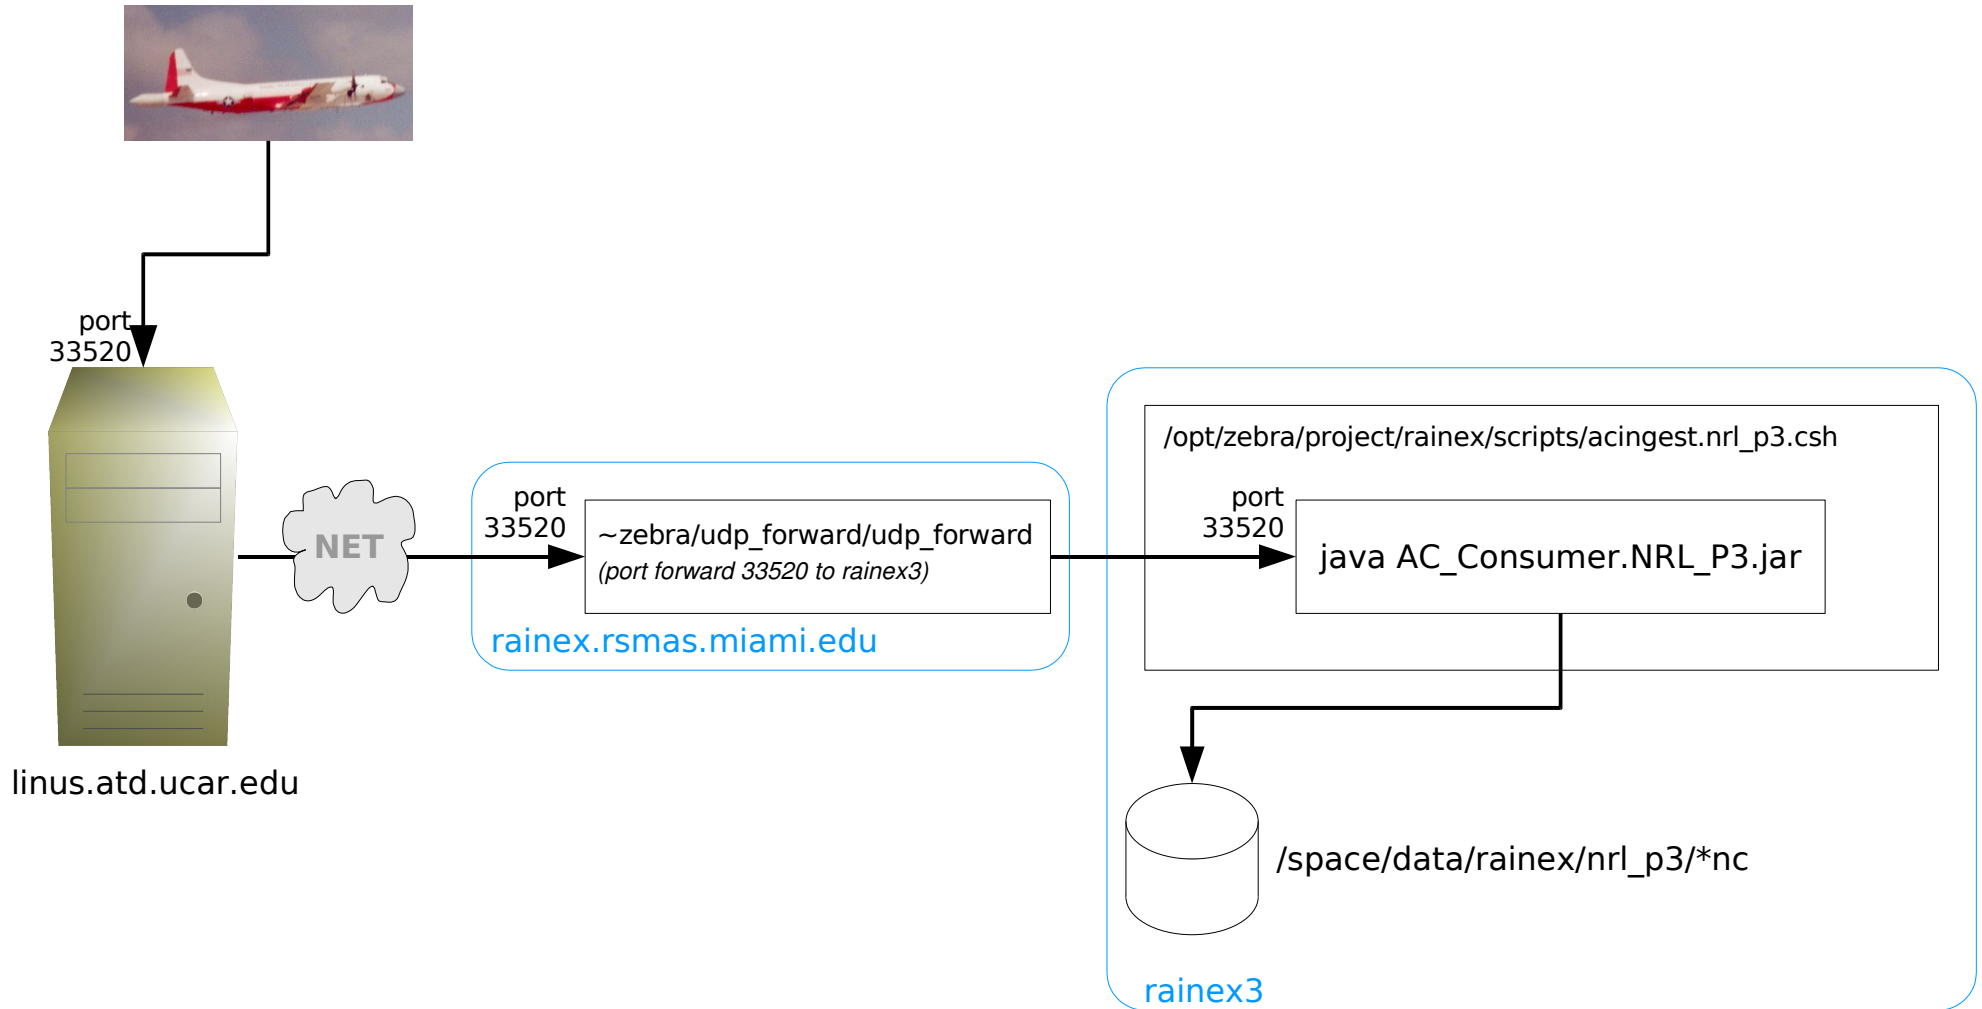 port
33520
linus.atd.ucar.edu
NET
port
33520
~zebra/udp_forward/udp_forward
(port forward 33520 to rainex3)
rainex.rsmas.miami.edu
/opt/zebra/project/rainex/scripts/acingest.nrl_p3.csh
port
33520
java AC_Consumer.NRL_P3.jar
/space/data/rainex/nrl_p3/*nc
rainex3